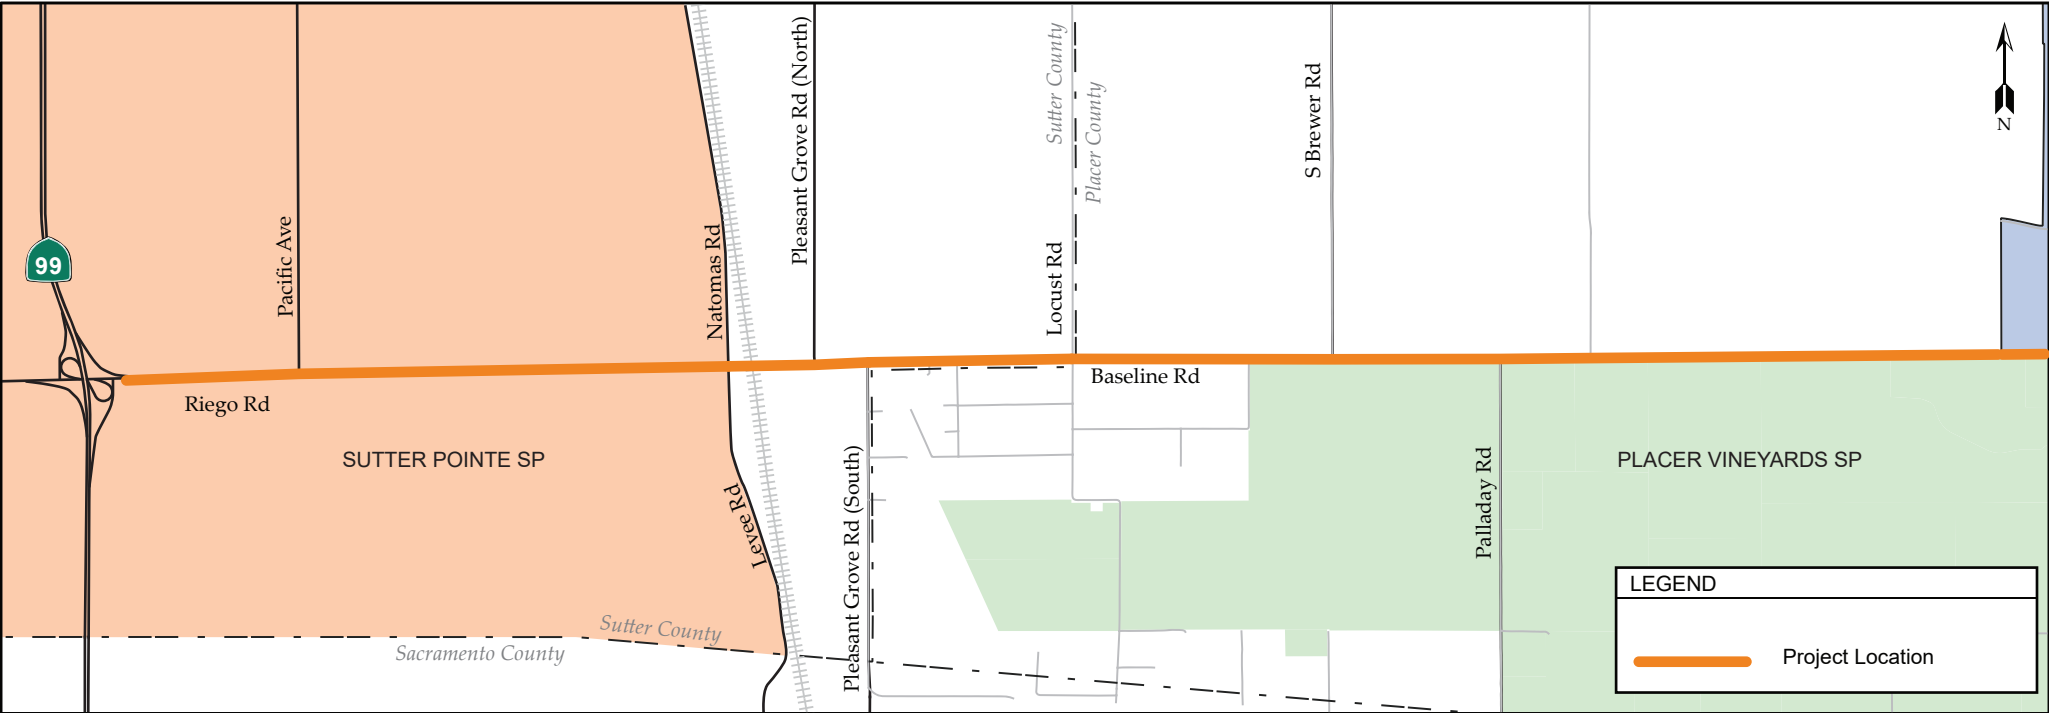 Pleasant Grove Rd (North)
Sutter County
Placer County
S Brewer Rd
N
99
Pacific Ave
Natomas Rd
Locust Rd
Baseline Rd
Riego Rd
SUTTER POINTE SP
Levee Rd
Pleasant Grove Rd (South)
Palladay Rd
PLACER VINEYARDS SP
Sutter County
Sacramento County
LEGEND
Project Location